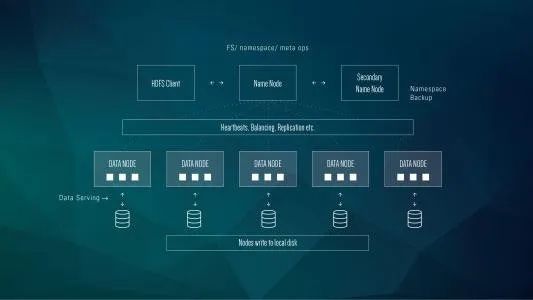 FS/ namespace/ meta ops
HDFS Client
Name Node
Secondary
Name Node
Namespace
Backup
Heartbeats, Balancing, Replication etc.
DATA NODE
DATA NODE
DATA NODE
DATA NODE
DATA NODE
Data Serving
Nodes write to local disk